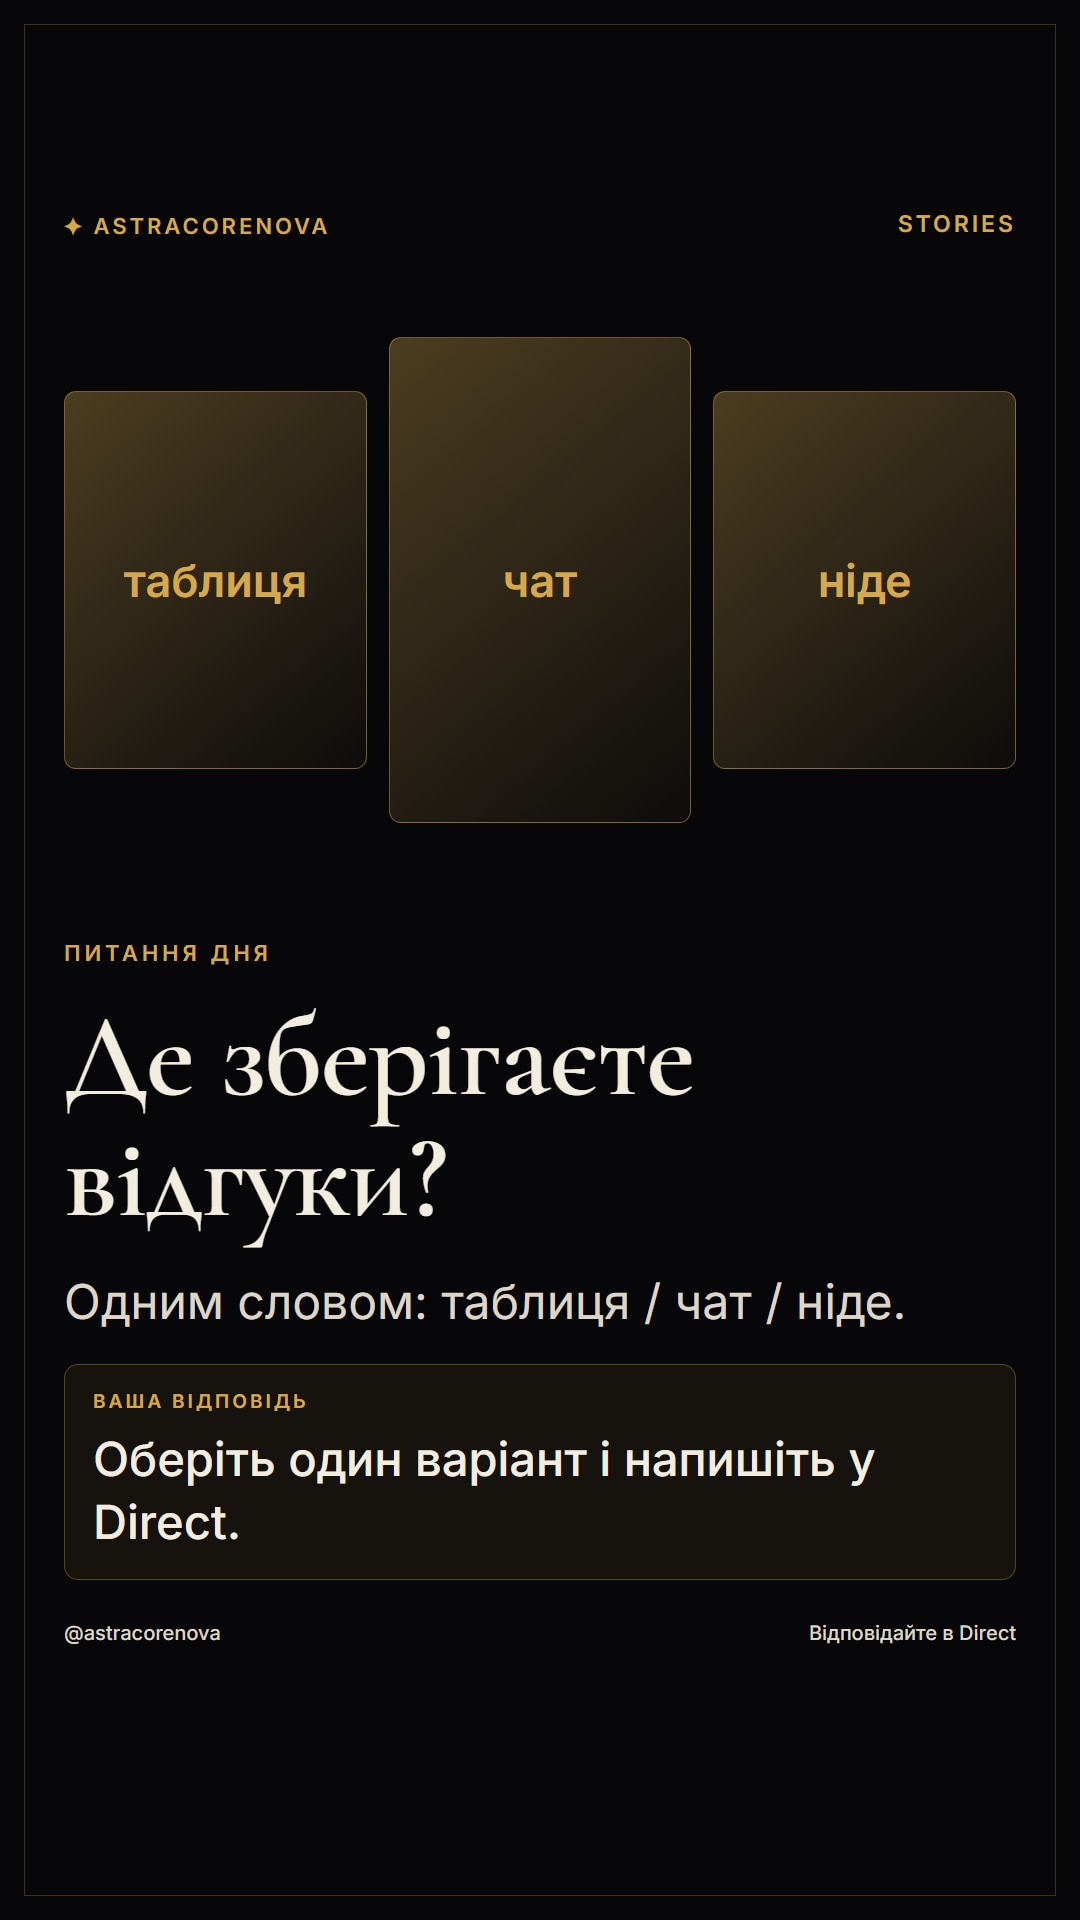 ✦ ASTRACORENOVA
STORIES
таблиця
чат
ніде
ПИТАННЯ ДНЯ
Де зберігаєте
відгуки?
Одним словом: таблиця / чат / ніде.
ВАША ВІДПОВІДЬ
Оберіть один варіант і напишіть у
Direct.
@astracorenova
Відповідайте в Direct